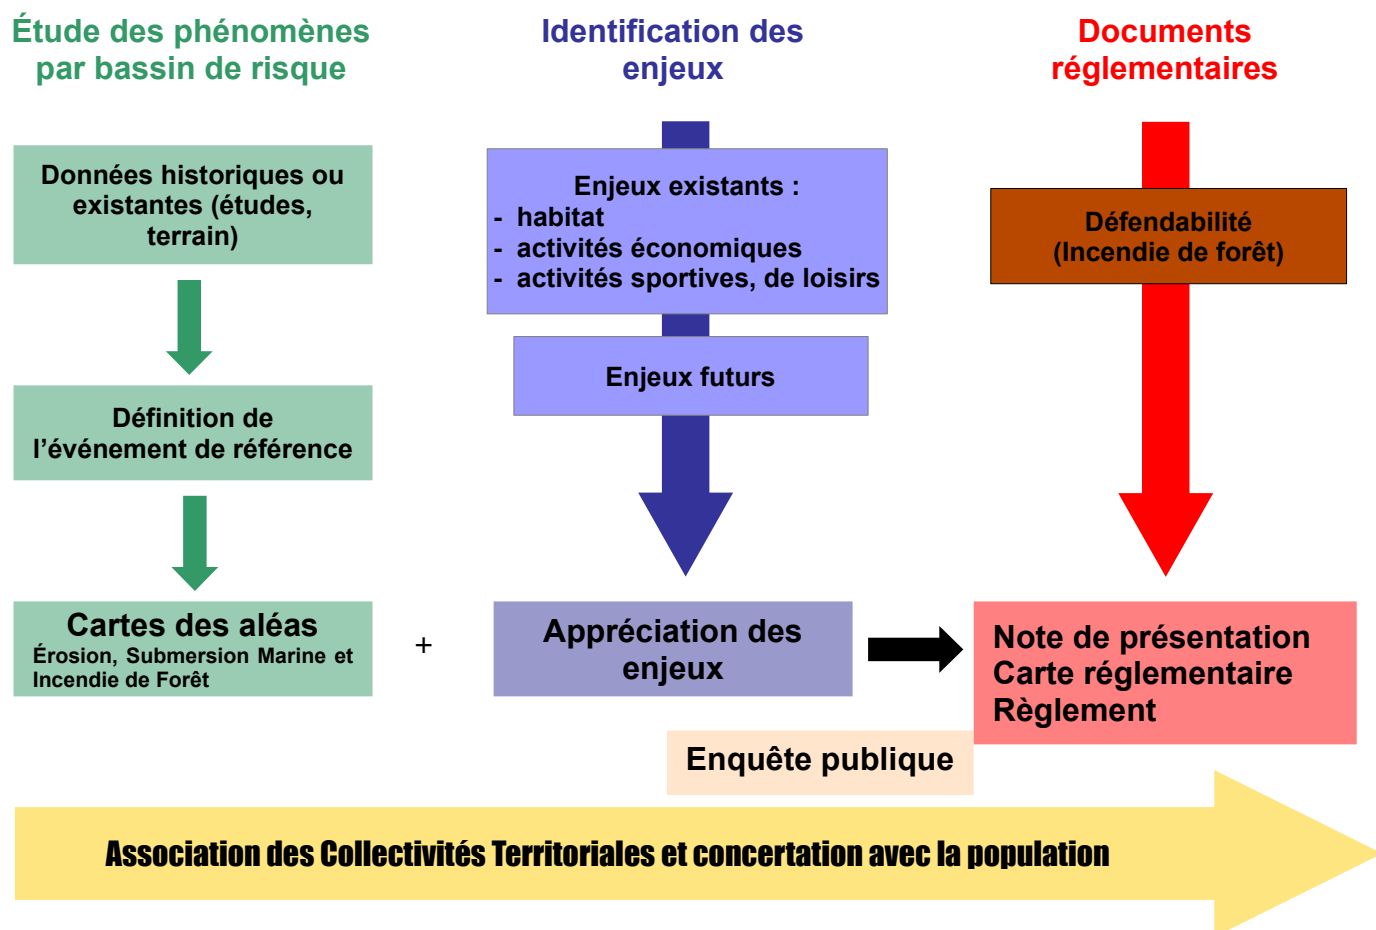 Étude des phénomènes
par bassin de risque
Données historiques ou
existantes (études,
terrain)
Définition de
l’événement de référence
Cartes des aléas
Érosion, Submersion Marine et
Incendie de Forêt
+
Identification des
enjeux
Enjeux existants :
- habitat
- activités économiques
- activités sportives, de loisirs
Enjeux futurs
Appréciation des
enjeux
Documents
réglementaires
Défendabilité
(Incendie de forêt)
Note de présentation
Carte réglementaire
Règlement
Enquête publique
Association des Collectivités Territoriales et concertation avec la population